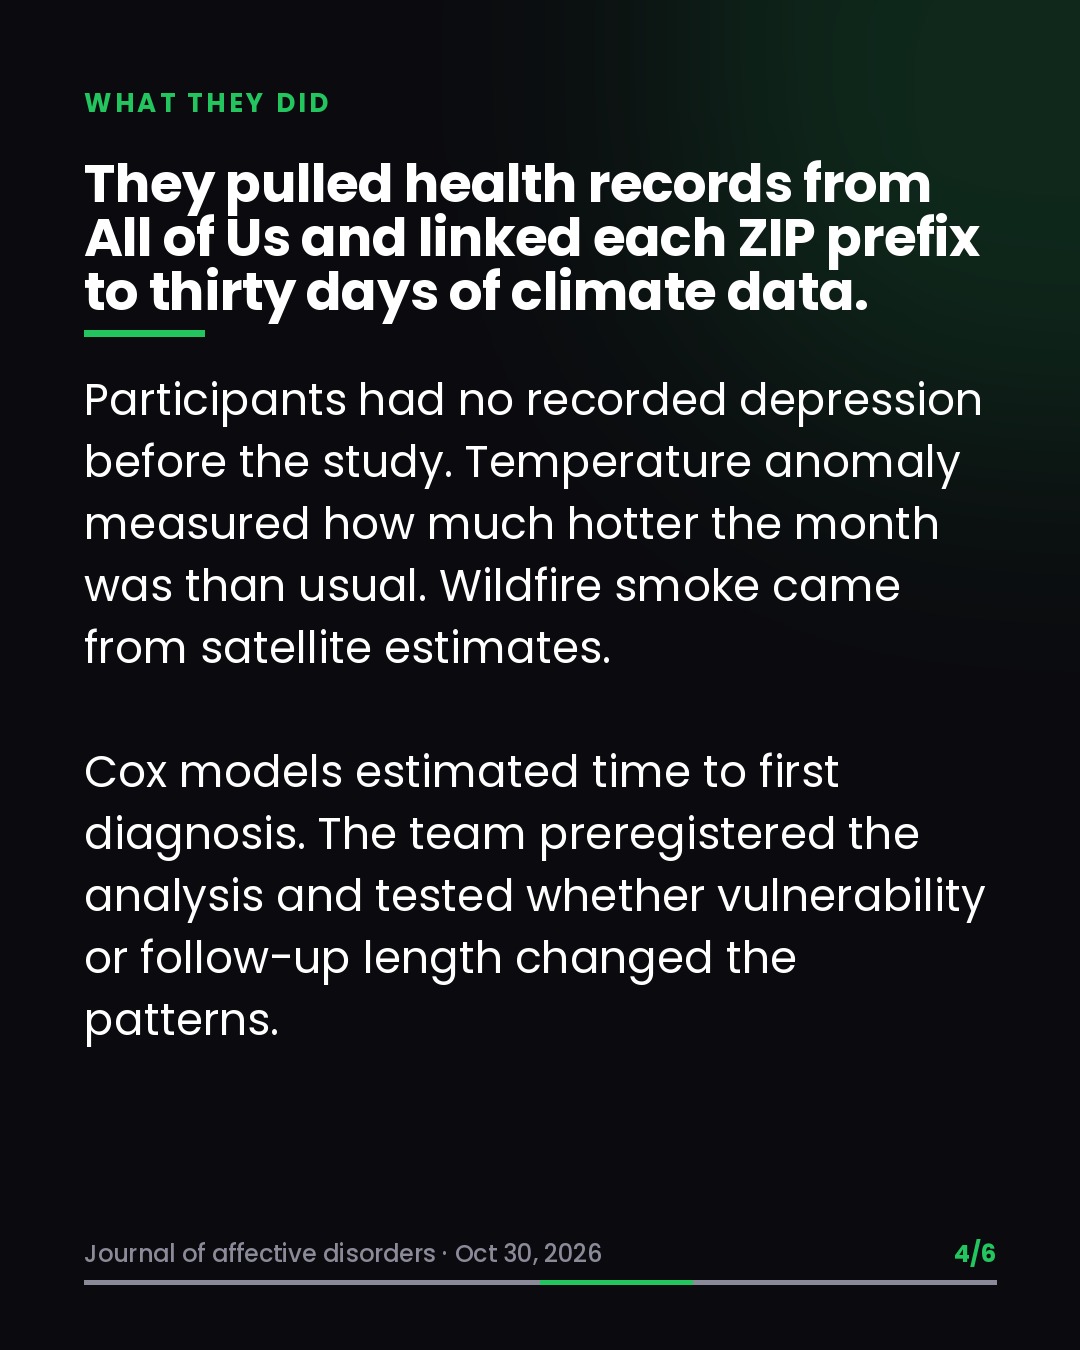 WHAT THEY DID
They pulled health records from
All of Us and linked each ZIP prefix
to thirty days of climate data.
Participants had no recorded depression
before the study. Temperature anomaly
measured how much hotter the month
was than usual. Wildfire smoke came
from satellite estimates.
Cox models estimated time to first
diagnosis. The team preregistered the
analysis and tested whether vulnerability
or follow-up length changed the
patterns.
Journal of affective disorders · Oct 30, 2026
4/6